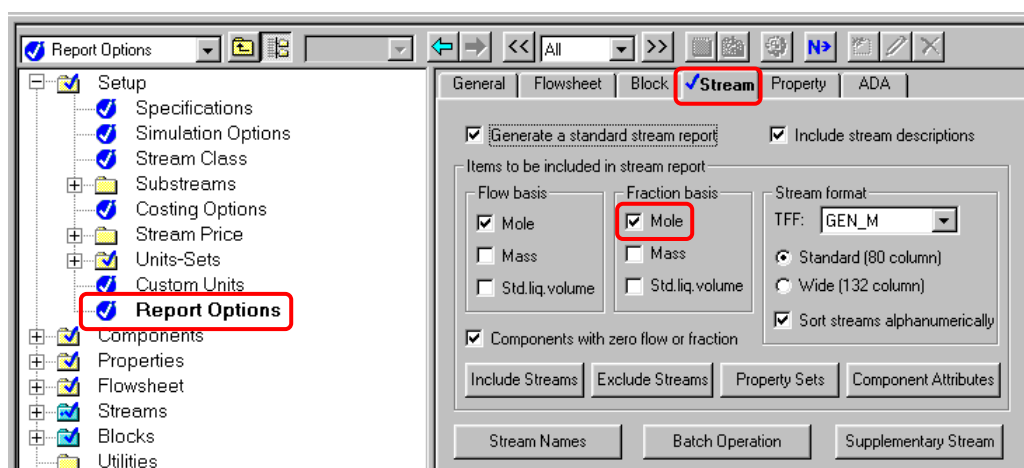 Report Options
<<
All
>>
N
Setup
Specifications
Simulation Options
Stream Class
Substreams
Costing Options
Stream Price
Units-Sets
Custom Units
Report Options
Components
Properties
Flowsheet
Streams
Blocks
Utilities
General Flowsheet Block Stream Property ADA
Generate a standard stream report Include stream descriptions
Items to be included in stream report
Flow basis
Mole
Mass
Std.liq.volume
Fraction basis
Mole
Mass
Std.liq.volume
Stream format
TFF: GEN_M
Standard (80 column)
Wide (132 column)
Sort streams alphanumerically
Components with zero flow or fraction
Include Streams Exclude Streams Property Sets Component Attributes
Stream Names Batch Operation Supplementary Stream